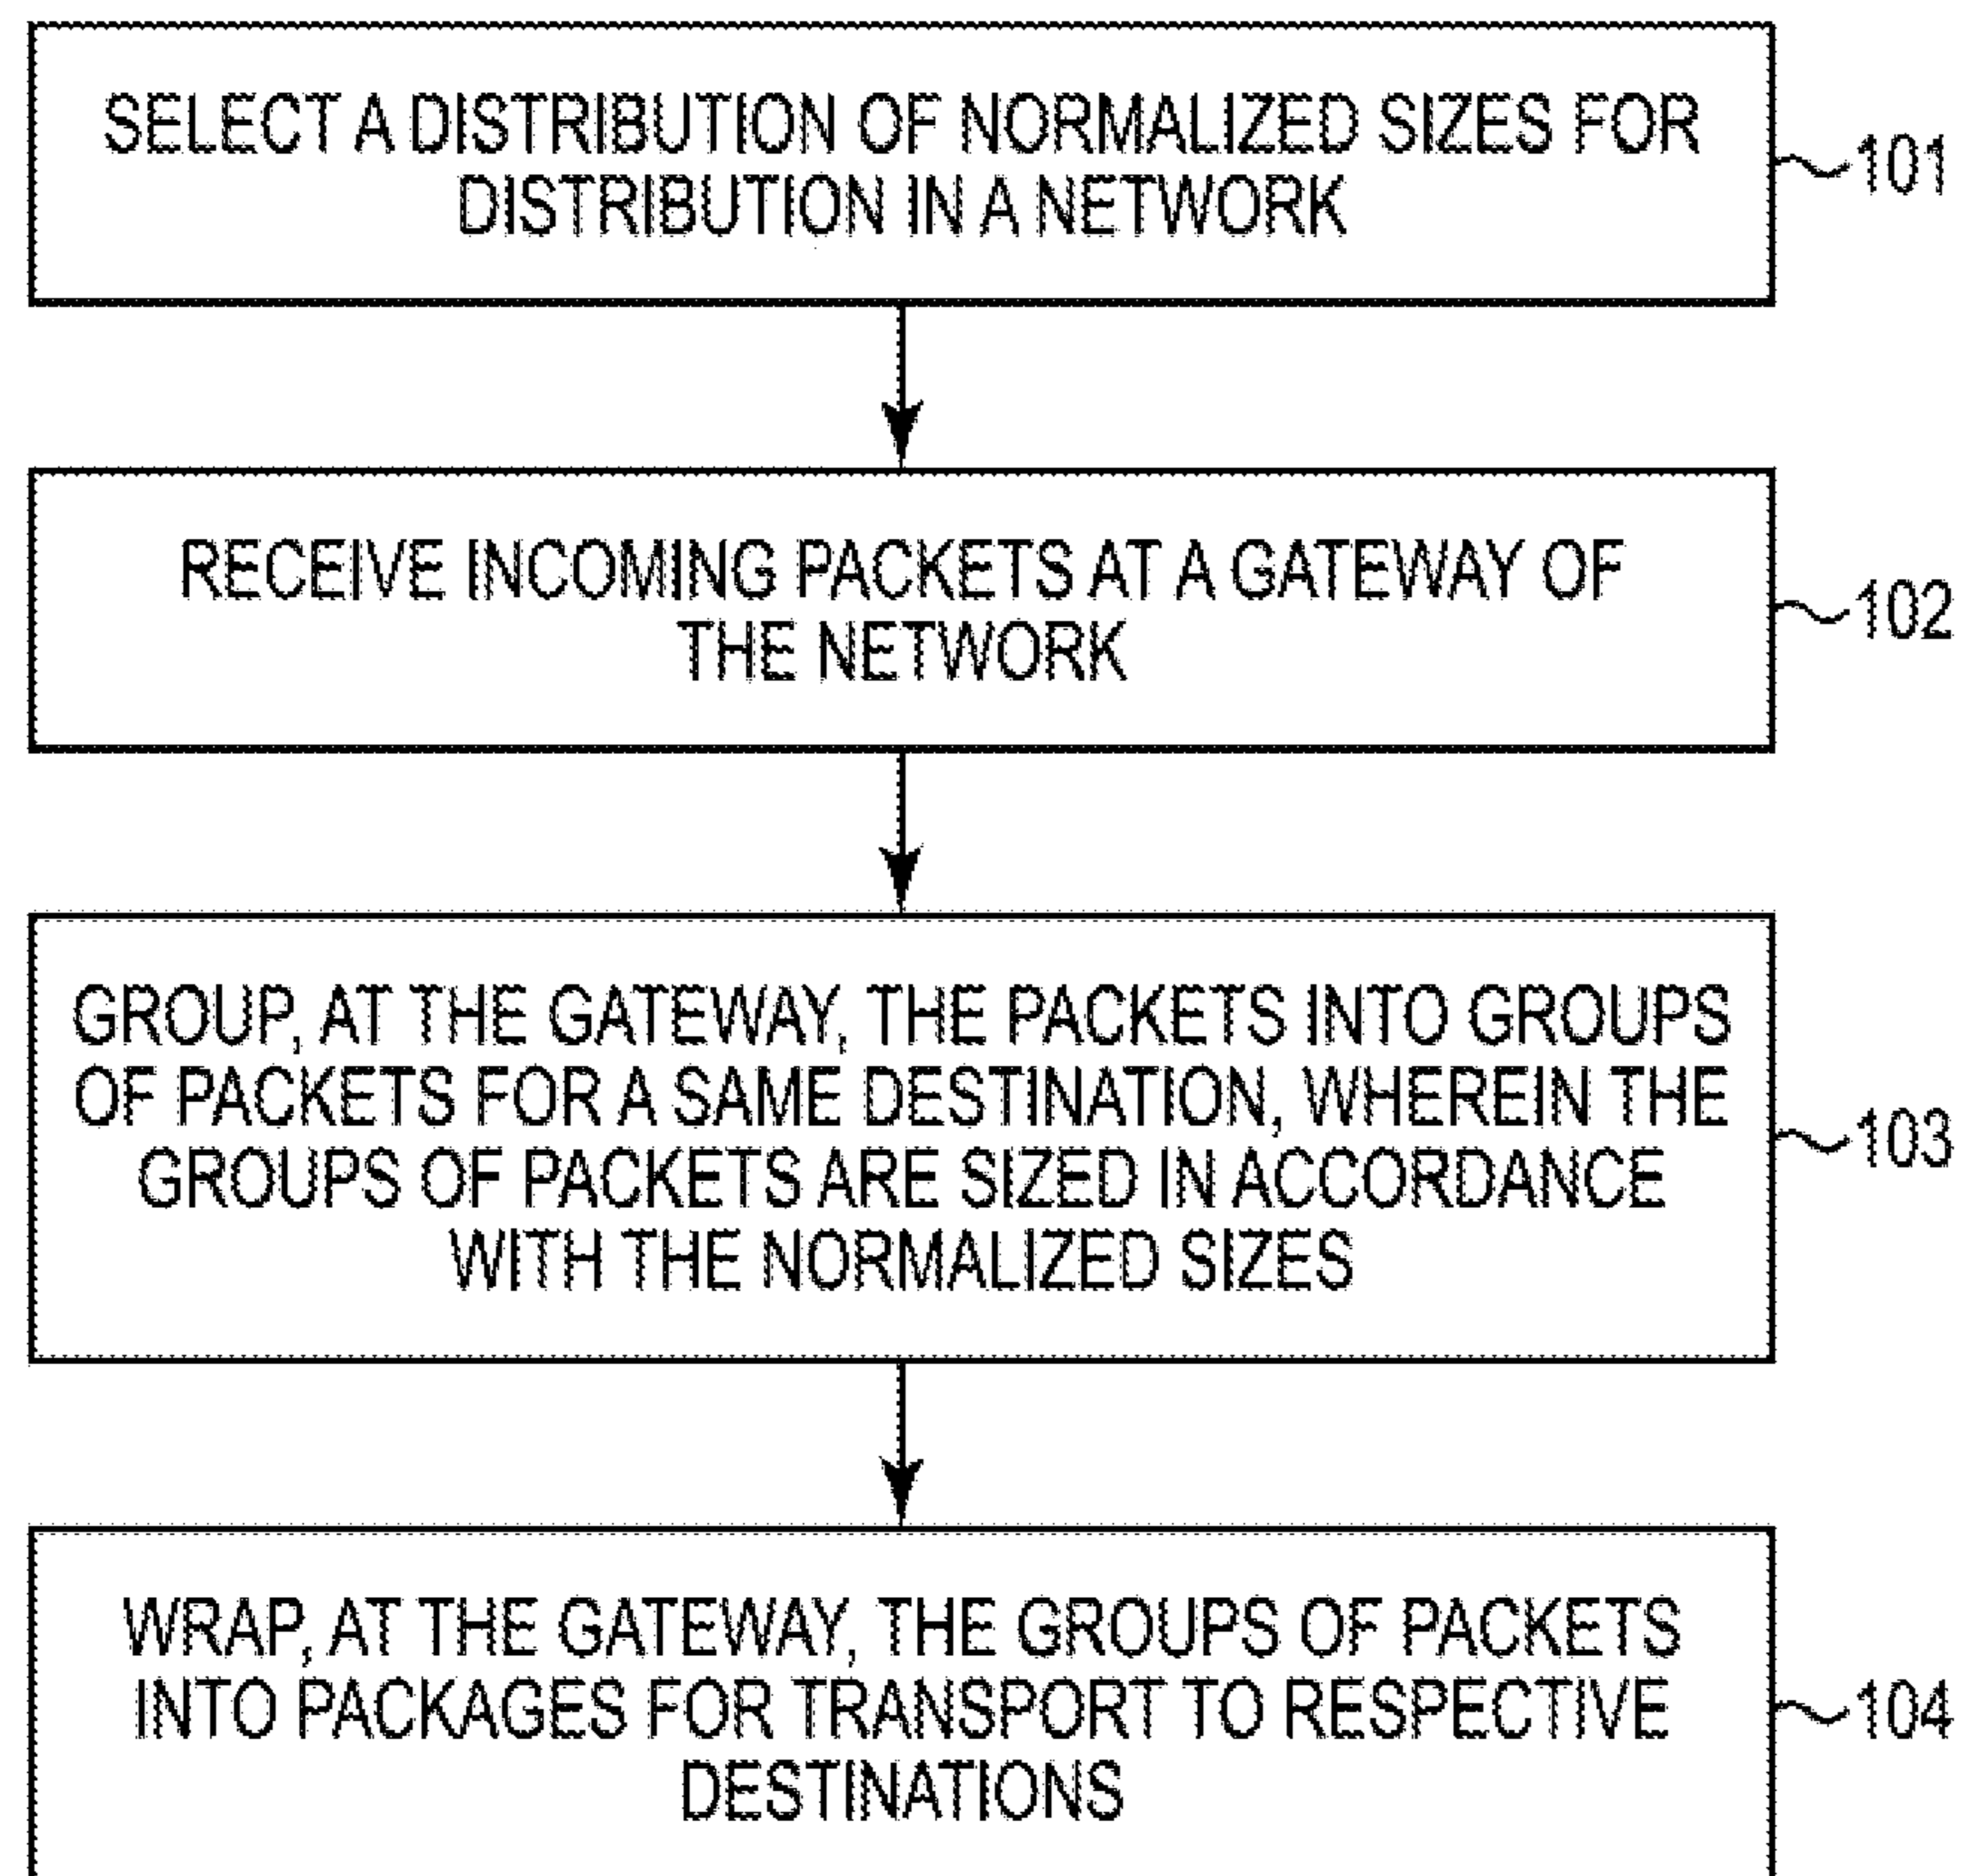 SELECT A DISTRIBUTION OF NORMALIZED SIZES FOR
DISTRIBUTION IN A NETWORK
101
RECEIVE INCOMING PACKETS AT A GATEWAY OF
THE NETWORK
102
GROUP, AT THE GATEWAY, THE PACKETS INTO GROUPS
OF PACKETS FOR A SAME DESTINATION, WHEREIN THE
GROUPS OF PACKETS ARE SIZED IN ACCORDANCE
WITH THE NORMALIZED SIZES
103
WRAP, AT THE GATEWAY, THE GROUPS OF PACKETS
INTO PACKAGES FOR TRANSPORT TO RESPECTIVE
DESTINATIONS
104